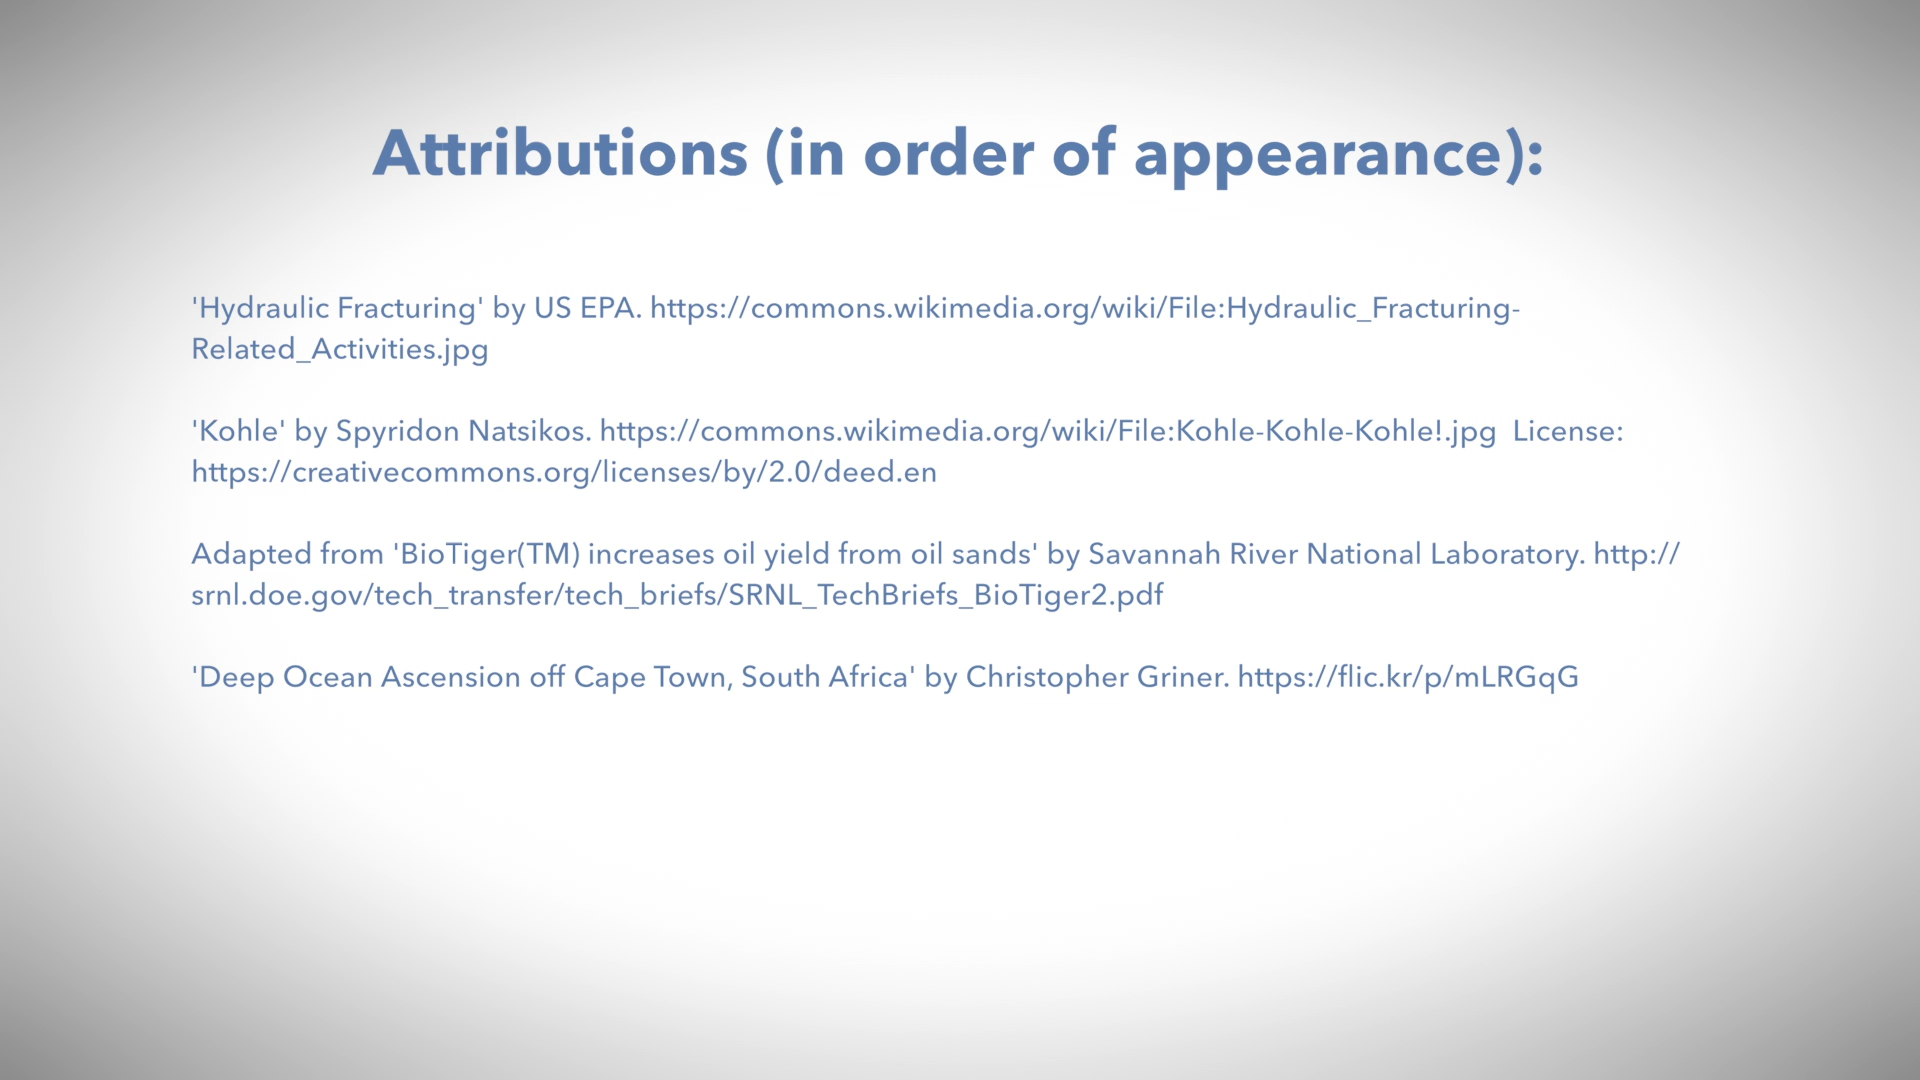 Attributions (in order of appearance):
'Hydraulic Fracturing' by US EPA. https://commons.wikimedia.org/wiki/File:Hydraulic_Fracturing-
Related_Activities.jpg
'Kohle' by Spyridon Natsikos. https://commons.wikimedia.org/wiki/File:Kohle-Kohle-Kohle!.jpg  License:
https://creativecommons.org/licenses/by/2.0/deed.en
Adapted from 'BioTiger(TM) increases oil yield from oil sands' by Savannah River National Laboratory. http://
srnl.doe.gov/tech_transfer/tech_briefs/SRNL_TechBriefs_BioTiger2.pdf
'Deep Ocean Ascension off Cape Town, South Africa' by Christopher Griner. https://flic.kr/p/mLRGqG